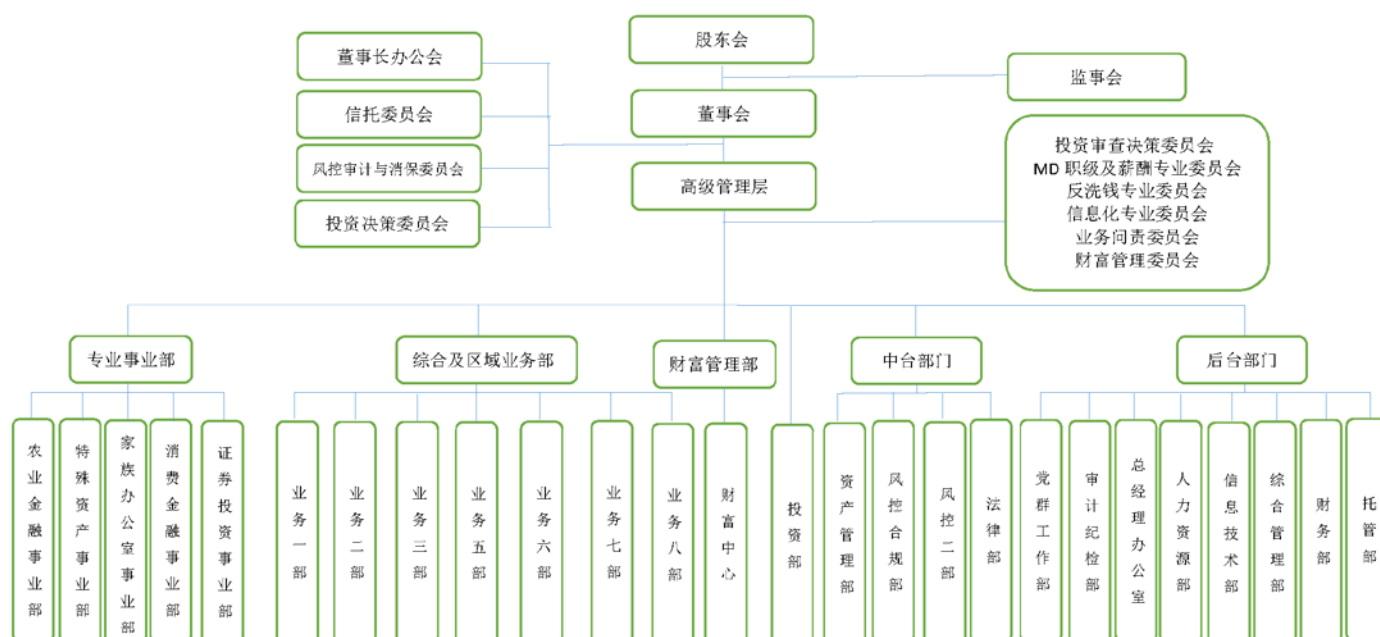 股东会
董事长办公会
监事会
信托委员会
董事会
投资审查决策委员会
MD 职级及薪酬专业委员会
反洗钱专业委员会
信息化专业委员会
业务问责委员会
财富管理委员会
风控审计与消保委员会
高级管理层
投资决策委员会
专业事业部
综合及区域业务部
财富管理部
中台部门
后台部门
农业金融事业部
特殊资产事业部
家族办公室事业部
消费金融事业部
证券投资事业部
业务一部
业务二部
业务三部
业务五部
业务六部
业务七部
业务八部
财富中心
投资部
资产管理部
风控合规部
风控二部
法律部
党群工作部
审计纪检部
总经理办公室
人力资源部
信息技术部
综合管理部
财务部
托管部